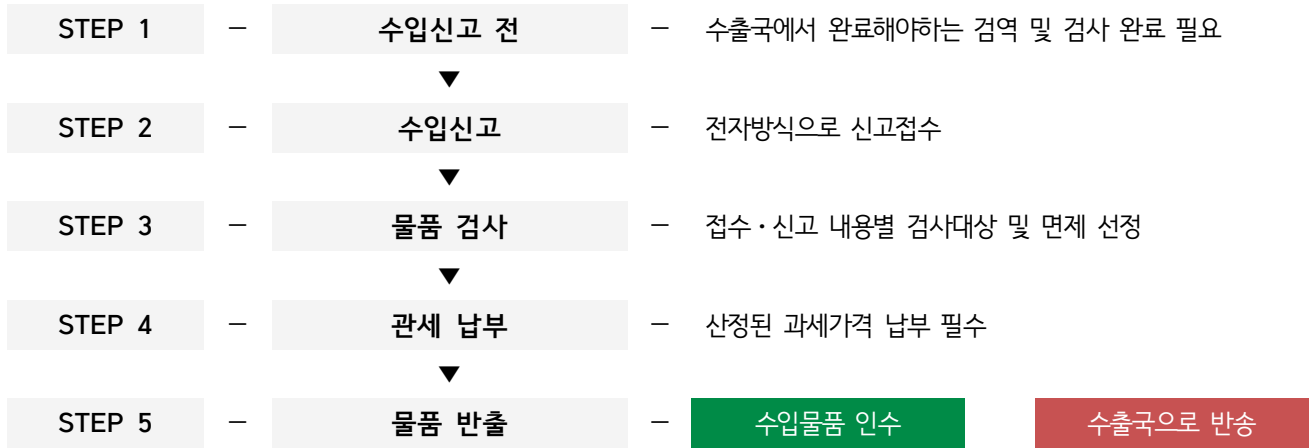 STEP 1 － 수입신고 전 － 수출국에서 완료해야하는 검역 및 검사 완료 필요
▼
STEP 2 － 수입신고 － 전자방식으로 신고접수
▼
STEP 3 － 물품 검사 － 접수·신고 내용별 검사대상 및 면제 선정
▼
STEP 4 － 관세 납부 － 산정된 과세가격 납부 필수
▼
STEP 5 － 물품 반출 － 수입물품 인수 수출국으로 반송